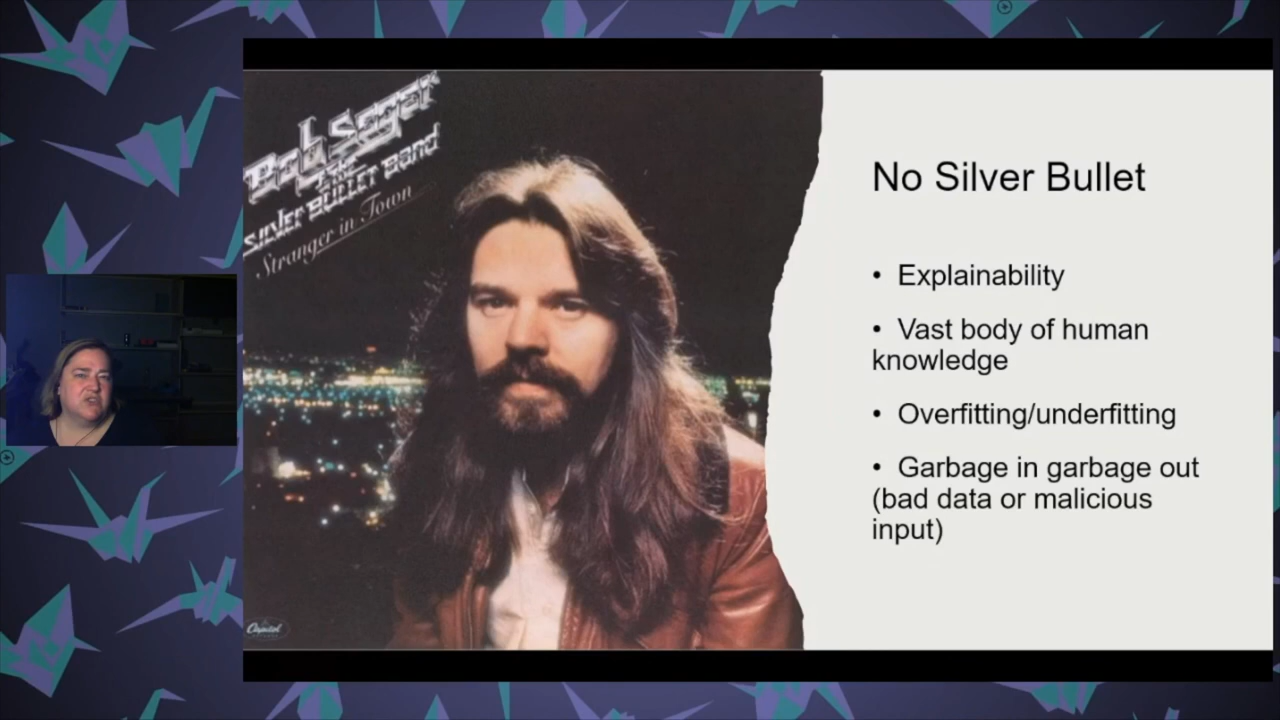 Bob Seger
& THE
SILVER BULLET Band
Stranger in Town
Capitol
No Silver Bullet
• Explainability
• Vast body of human
knowledge
• Overfitting/underfitting
• Garbage in garbage out
(bad data or malicious
input)